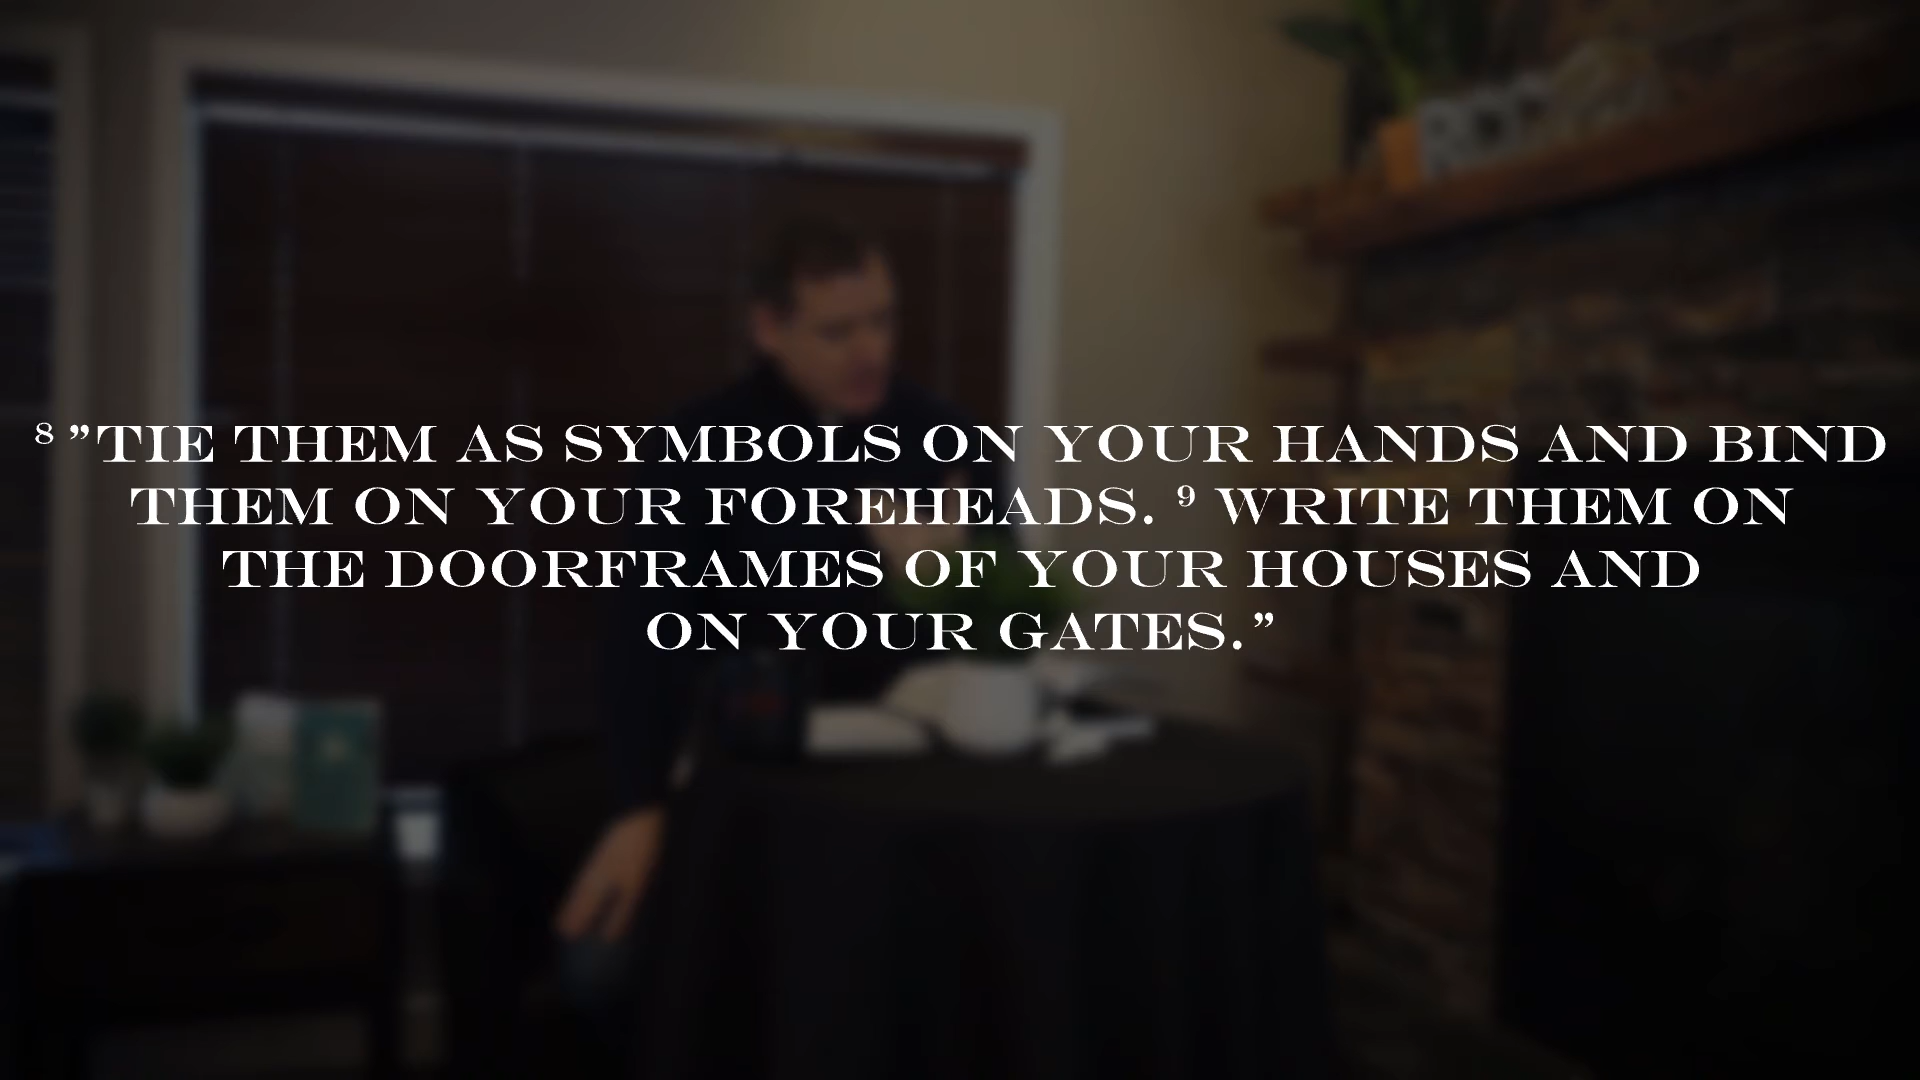 ⁸ ”TIE THEM AS SYMBOLS ON YOUR HANDS AND BIND
THEM ON YOUR FOREHEADS. ⁹ WRITE THEM ON
THE DOORFRAMES OF YOUR HOUSES AND
ON YOUR GATES.”